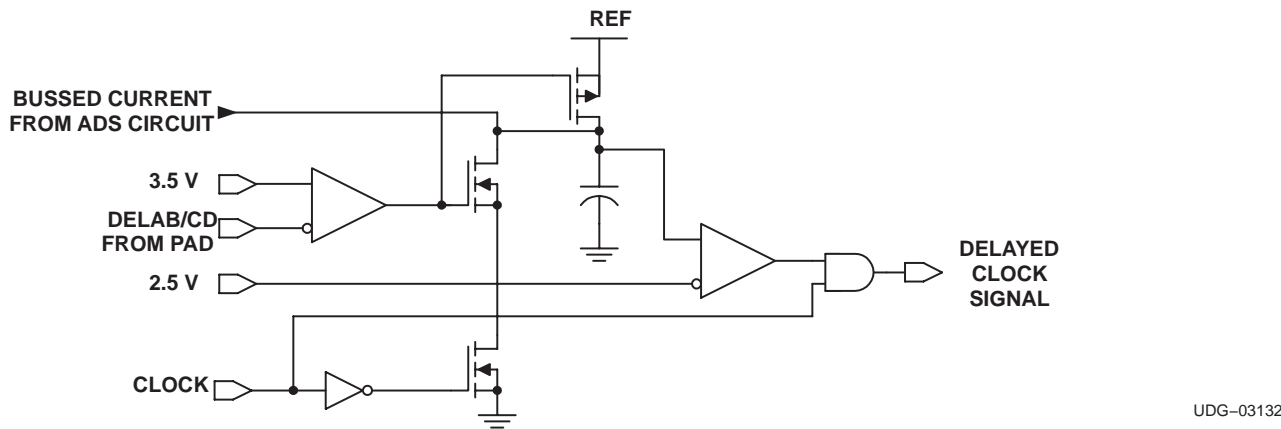 REF
BUSSED CURRENT
FROM ADS CIRCUIT
3.5 V
DELAB/CD
FROM PAD
2.5 V
DELAYED
CLOCK
SIGNAL
CLOCK
UDG–03132